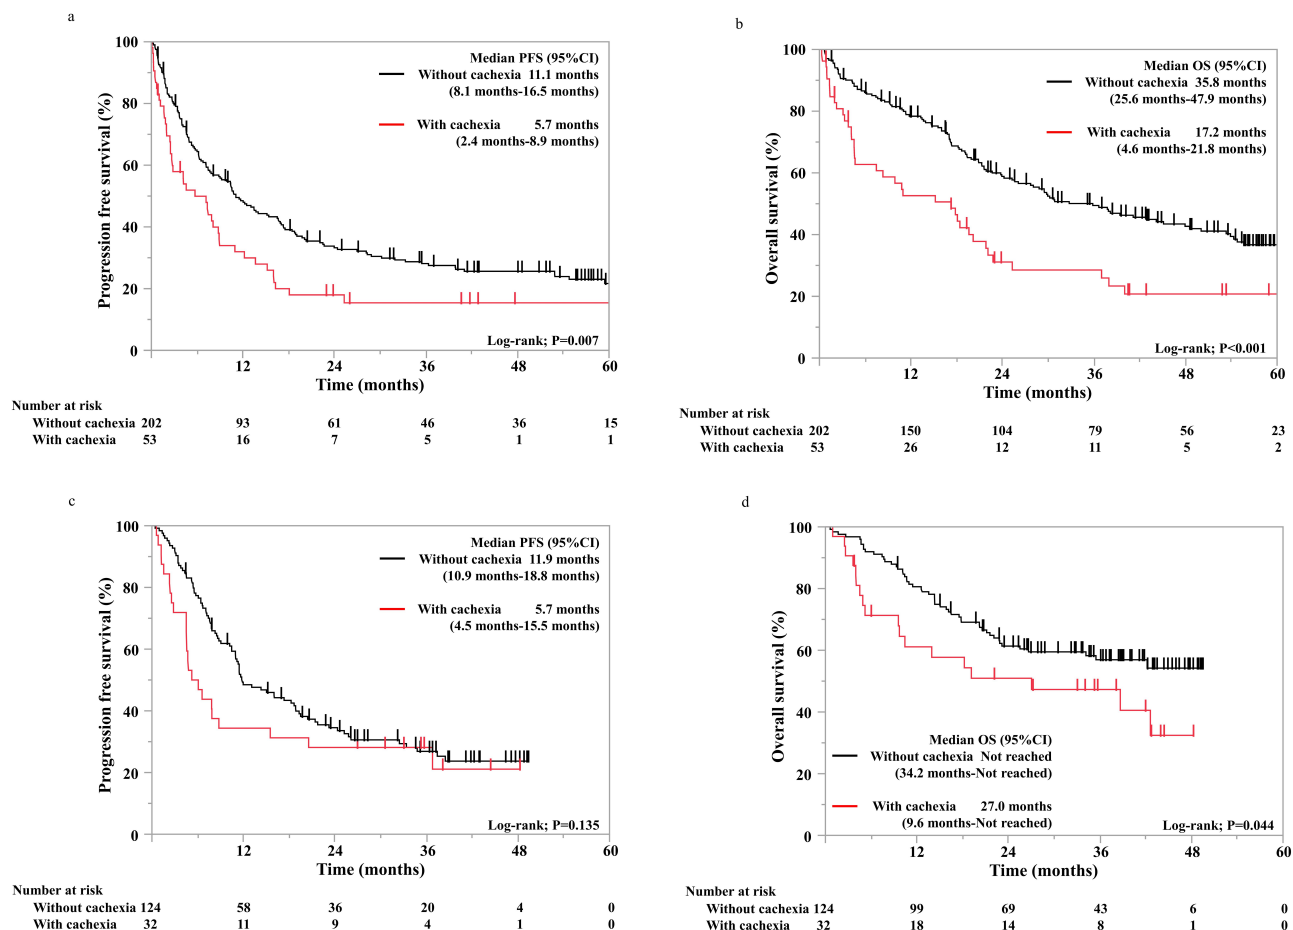 a
Progression free survival (%)
100
80
60
40
20
0
Median PFS (95%CI)
Without cachexia 11.1 months
(8.1 months-16.5 months)
With cachexia 5.7 months
(2.4 months-8.9 months)
Log-rank; P=0.007
12 24 36 48 60
Time (months)
Number at risk
Without cachexia 202 93 61 46 36 15
With cachexia 53 16 7 5 1 1
b
Overall survival (%)
100
80
60
40
20
0
Median OS (95%CI)
Without cachexia 35.8 months
(25.6 months-47.9 months)
With cachexia 17.2 months
(4.6 months-21.8 months)
Log-rank; P<0.001
12 24 36 48 60
Time (months)
Number at risk
Without cachexia 202 150 104 79 56 23
With cachexia 53 26 12 11 5 2
c
Progression free survival (%)
100
80
60
40
20
0
Median PFS (95%CI)
Without cachexia 11.9 months
(10.9 months-18.8 months)
With cachexia 5.7 months
(4.5 months-15.5 months)
Log-rank; P=0.135
12 24 36 48 60
Time (months)
Number at risk
Without cachexia 124 58 36 20 4 0
With cachexia 32 11 9 4 1 0
d
Overall survival (%)
100
80
60
40
20
0
Median OS (95%CI)
Without cachexia Not reached
(34.2 months-Not reached)
With cachexia 27.0 months
(9.6 months-Not reached)
Log-rank; P=0.044
12 24 36 48 60
Time (months)
Number at risk
Without cachexia 124 99 69 43 6 0
With cachexia 32 18 14 8 1 0